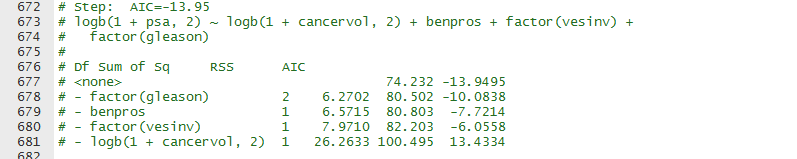 672 # Step:  AIC=-13.95
673 # logb(1 + psa, 2) ~ logb(1 + cancervol, 2) + benpros + factor(vesinv) +
674 #   factor(gleason)
675 #
676 # Df Sum of Sq     RSS      AIC
677 # <none>                                   74.232 -13.9495
678 # - factor(gleason)         2    6.2702  80.502 -10.0838
679 # - benpros                 1    6.5715  80.803  -7.7214
680 # - factor(vesinv)          1    7.9710  82.203  -6.0558
681 # - logb(1 + cancervol, 2)  1   26.2633 100.495  13.4334
682